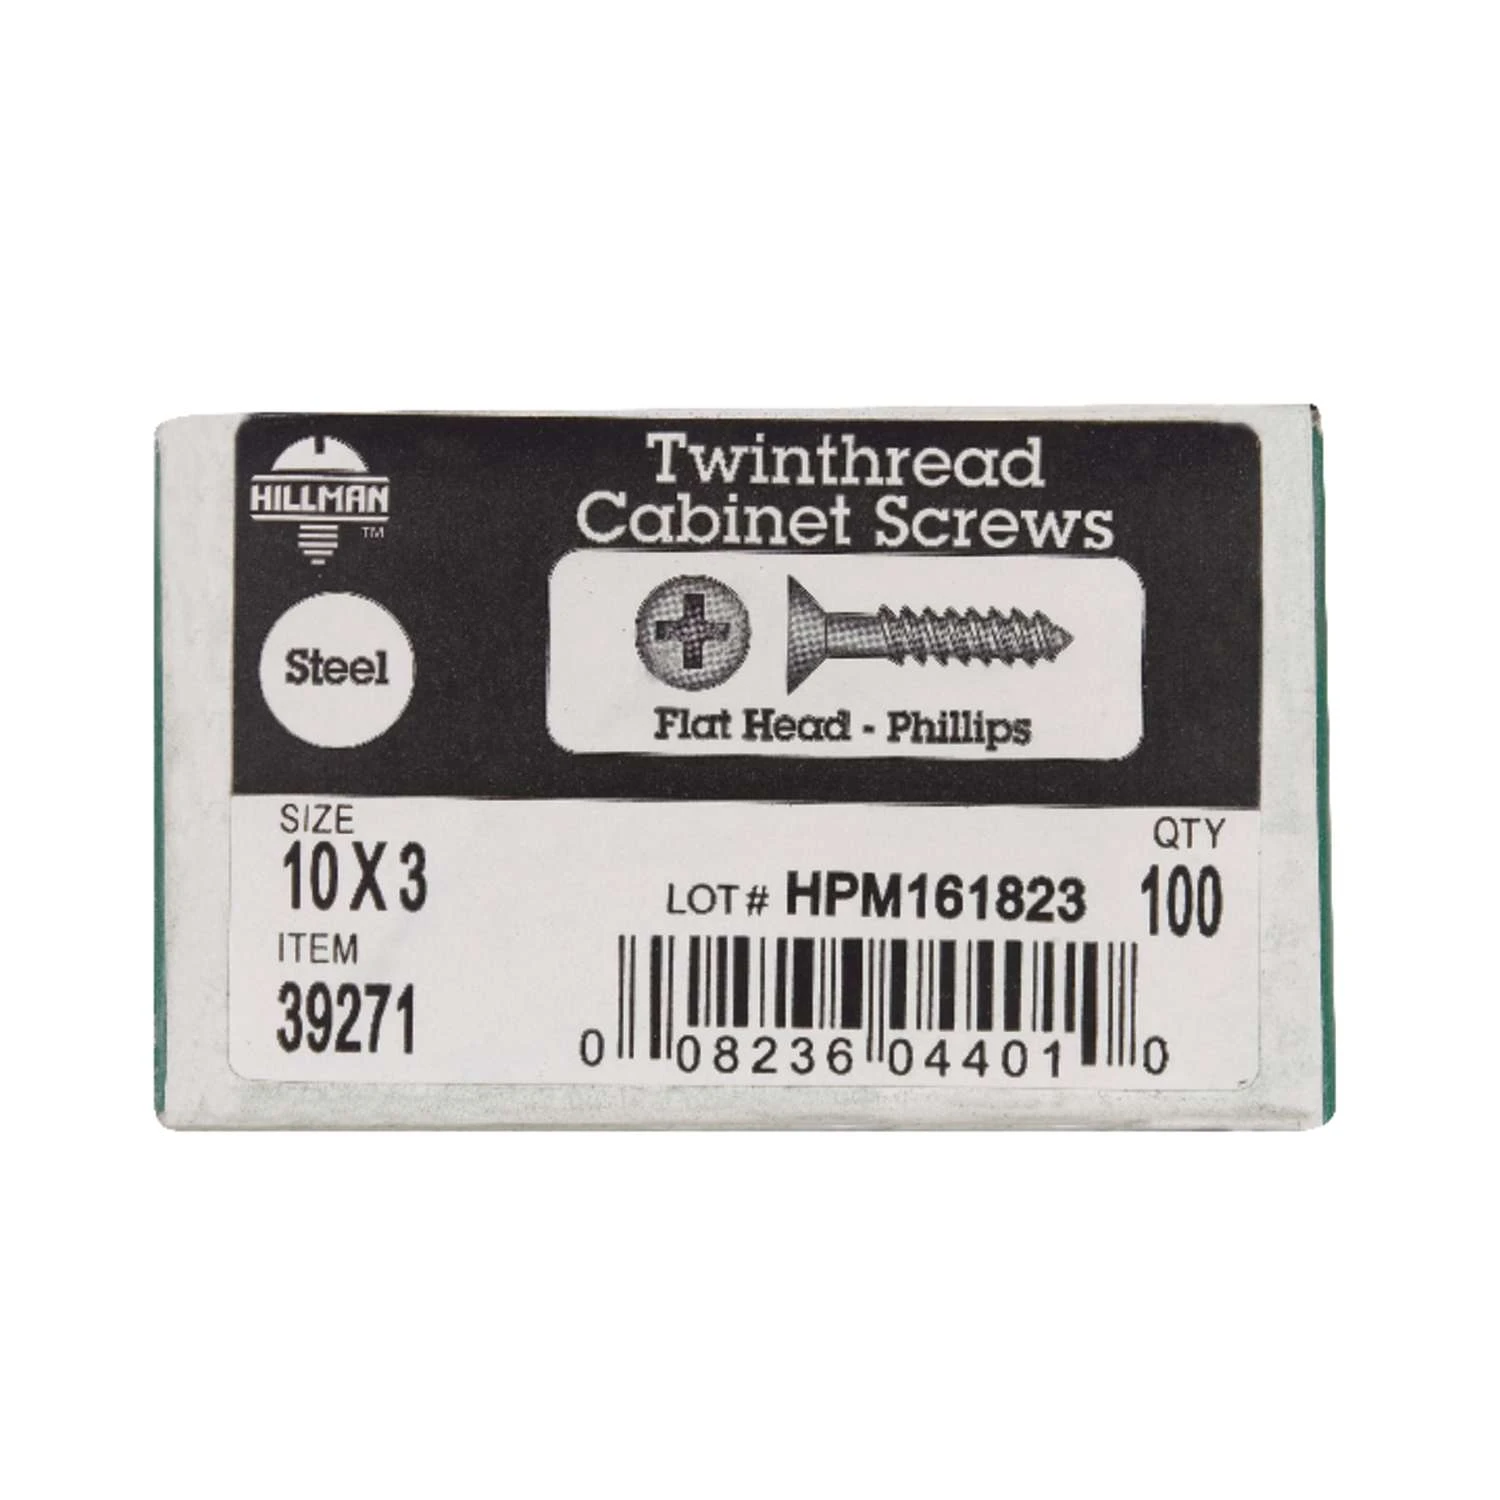 HILLMAN
TM
Twinthread
Cabinet Screws
Steel
Flat Head - Phillips
SIZE
10 X 3
QTY
100
LOT# HPM161823
ITEM
39271
0 08236 04401 0